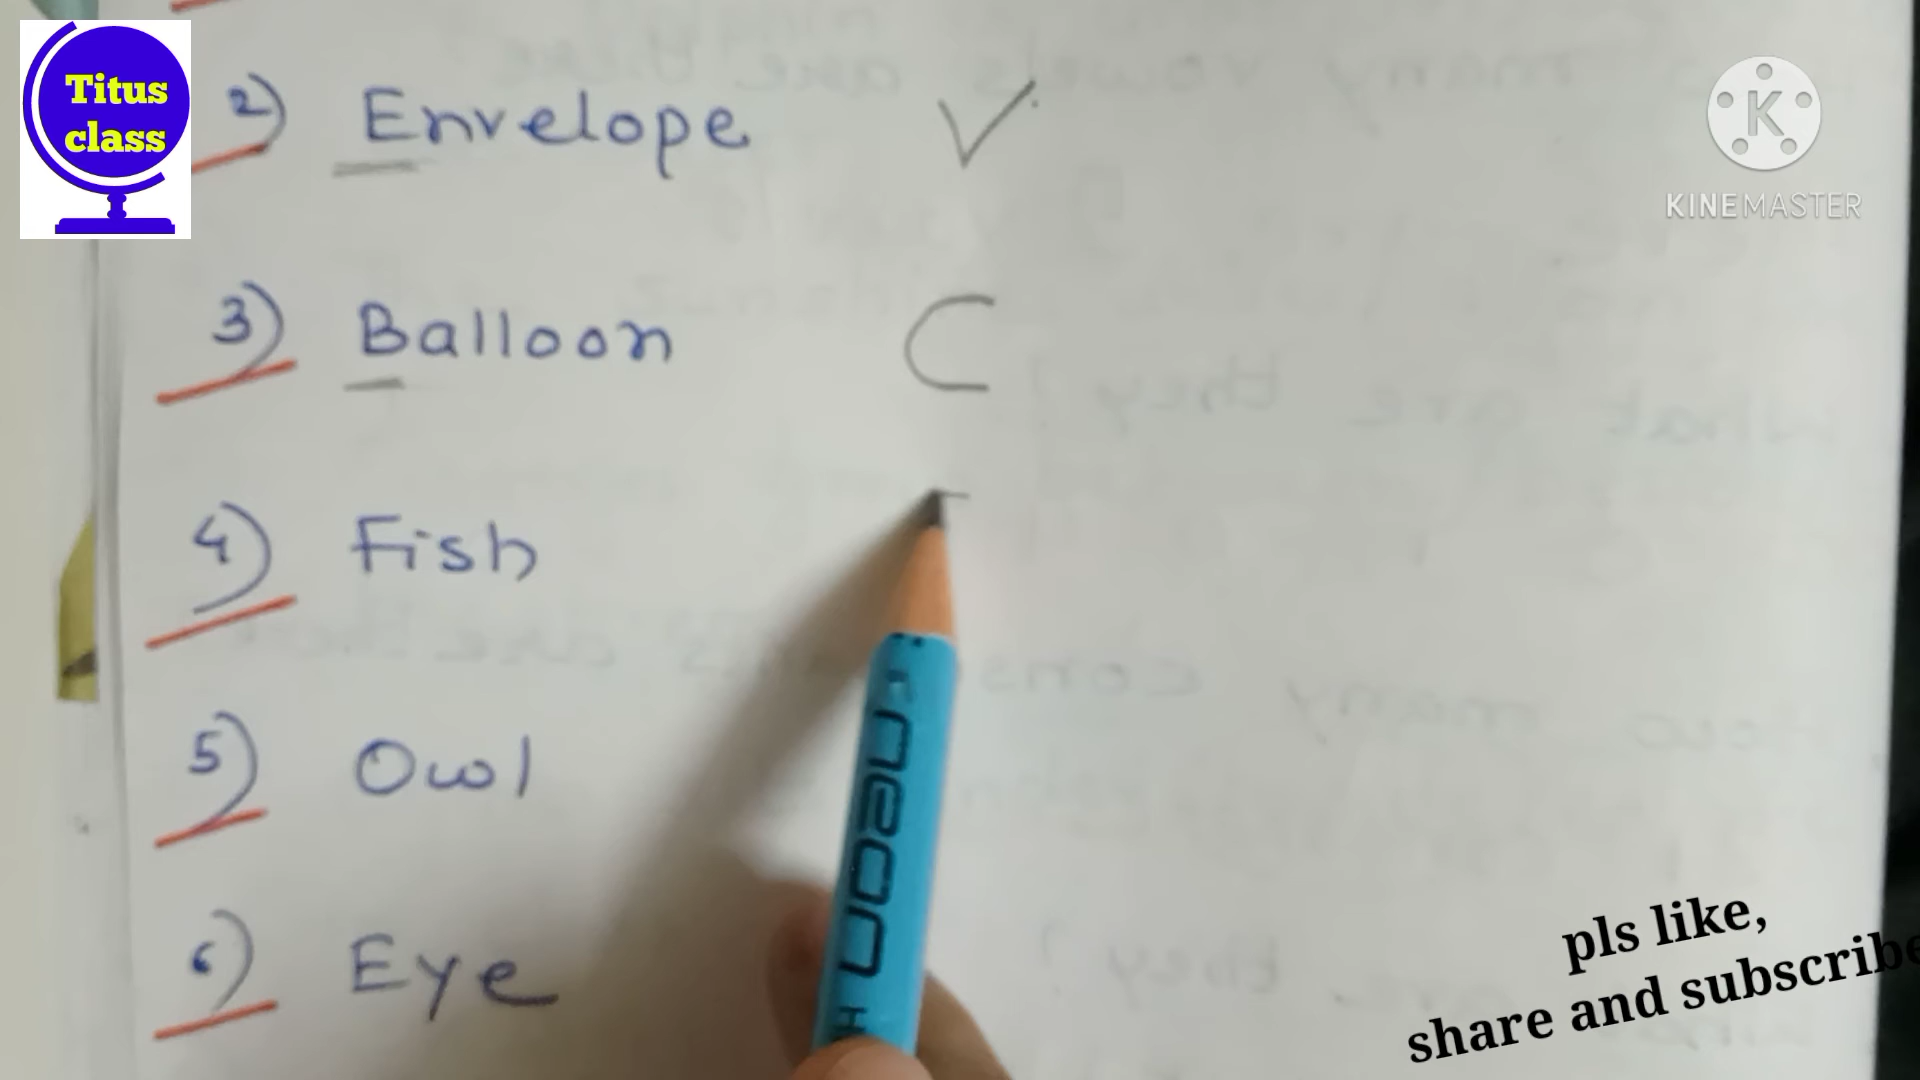 Titus
class
2) Envelope V
KINEMASTER
3) Balloon C
4) Fish
5) Owl
6) Eye
neon
H
pls like,
share and subscribe